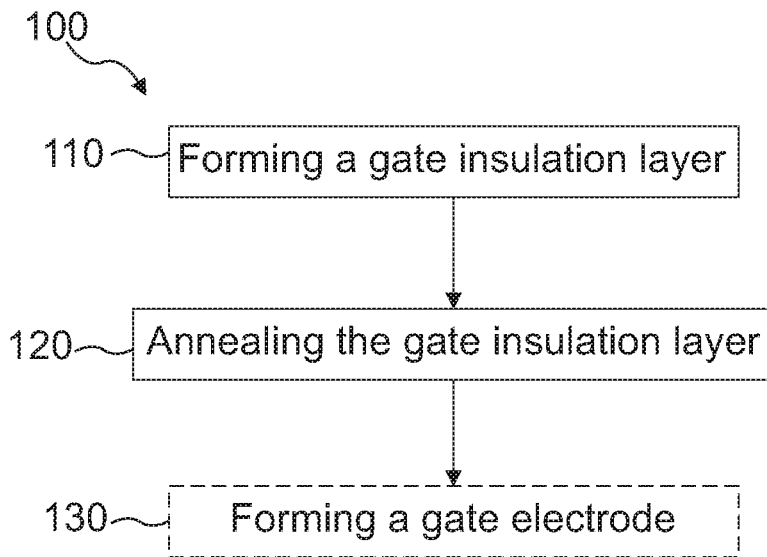 100
110 Forming a gate insulation layer
120 Annealing the gate insulation layer
130 Forming a gate electrode